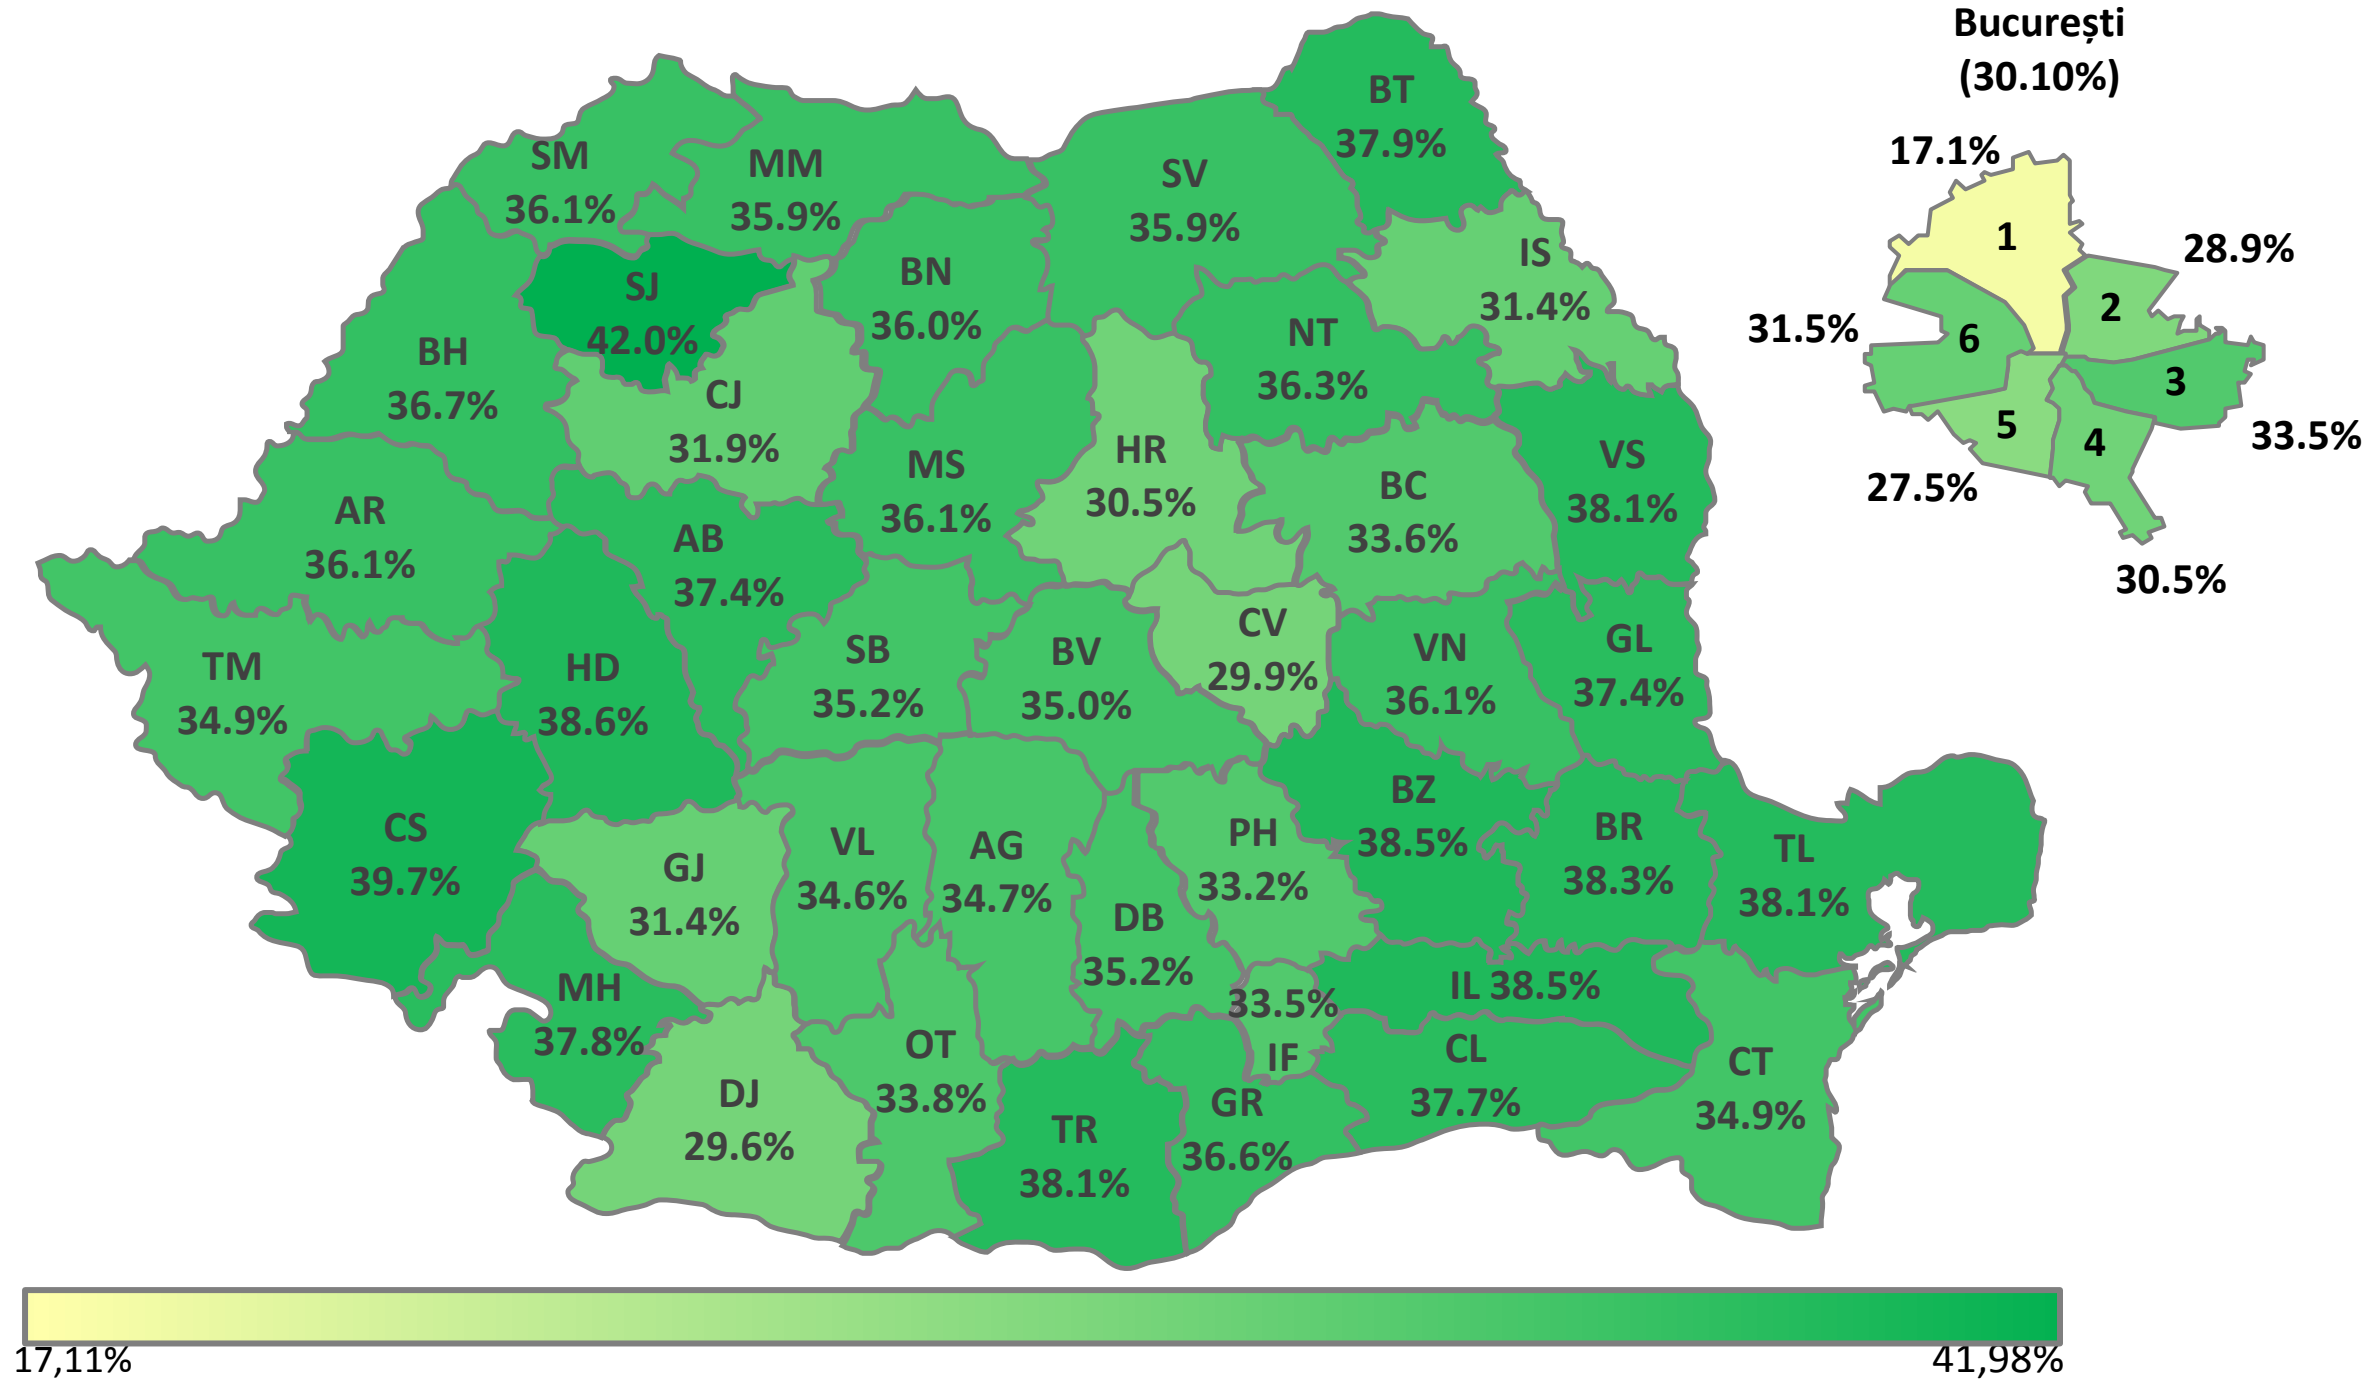 București
(30.10%)
17.1%
1
28.9%
2
31.5%
6
3
33.5%
5
4
27.5%
30.5%
BT
37.9%
SM
36.1%
MM
35.9%
SV
35.9%
IS
31.4%
BN
36.0%
SJ
42.0%
NT
36.3%
BH
36.7%
CJ
31.9%
HR
30.5%
VS
38.1%
MS
36.1%
BC
33.6%
AR
36.1%
AB
37.4%
CV
29.9%
GL
37.4%
VN
36.1%
SB
35.2%
BV
35.0%
TM
34.9%
HD
38.6%
BZ
38.5%
CS
39.7%
PH
33.2%
BR
38.3%
VL
34.6%
AG
34.7%
TL
38.1%
GJ
31.4%
DB
35.2%
MH
37.8%
IL 38.5%
33.5%
IF
OT
33.8%
CL
37.7%
CT
34.9%
DJ
29.6%
GR
36.6%
TR
38.1%
17,11%
41,98%